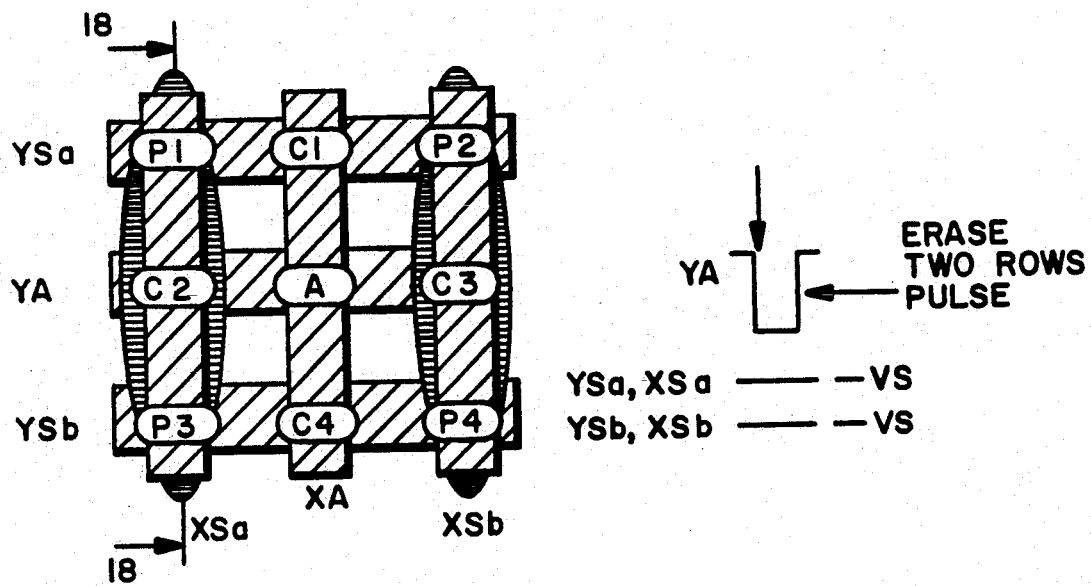 18
YSa P1 C1 P2
YA C2 A C3
YSb P3 C4 P4
XSa XA XSb
18
YA
ERASE
TWO ROWS
PULSE
YSa, XSa — -VS
YSb, XSb — -VS